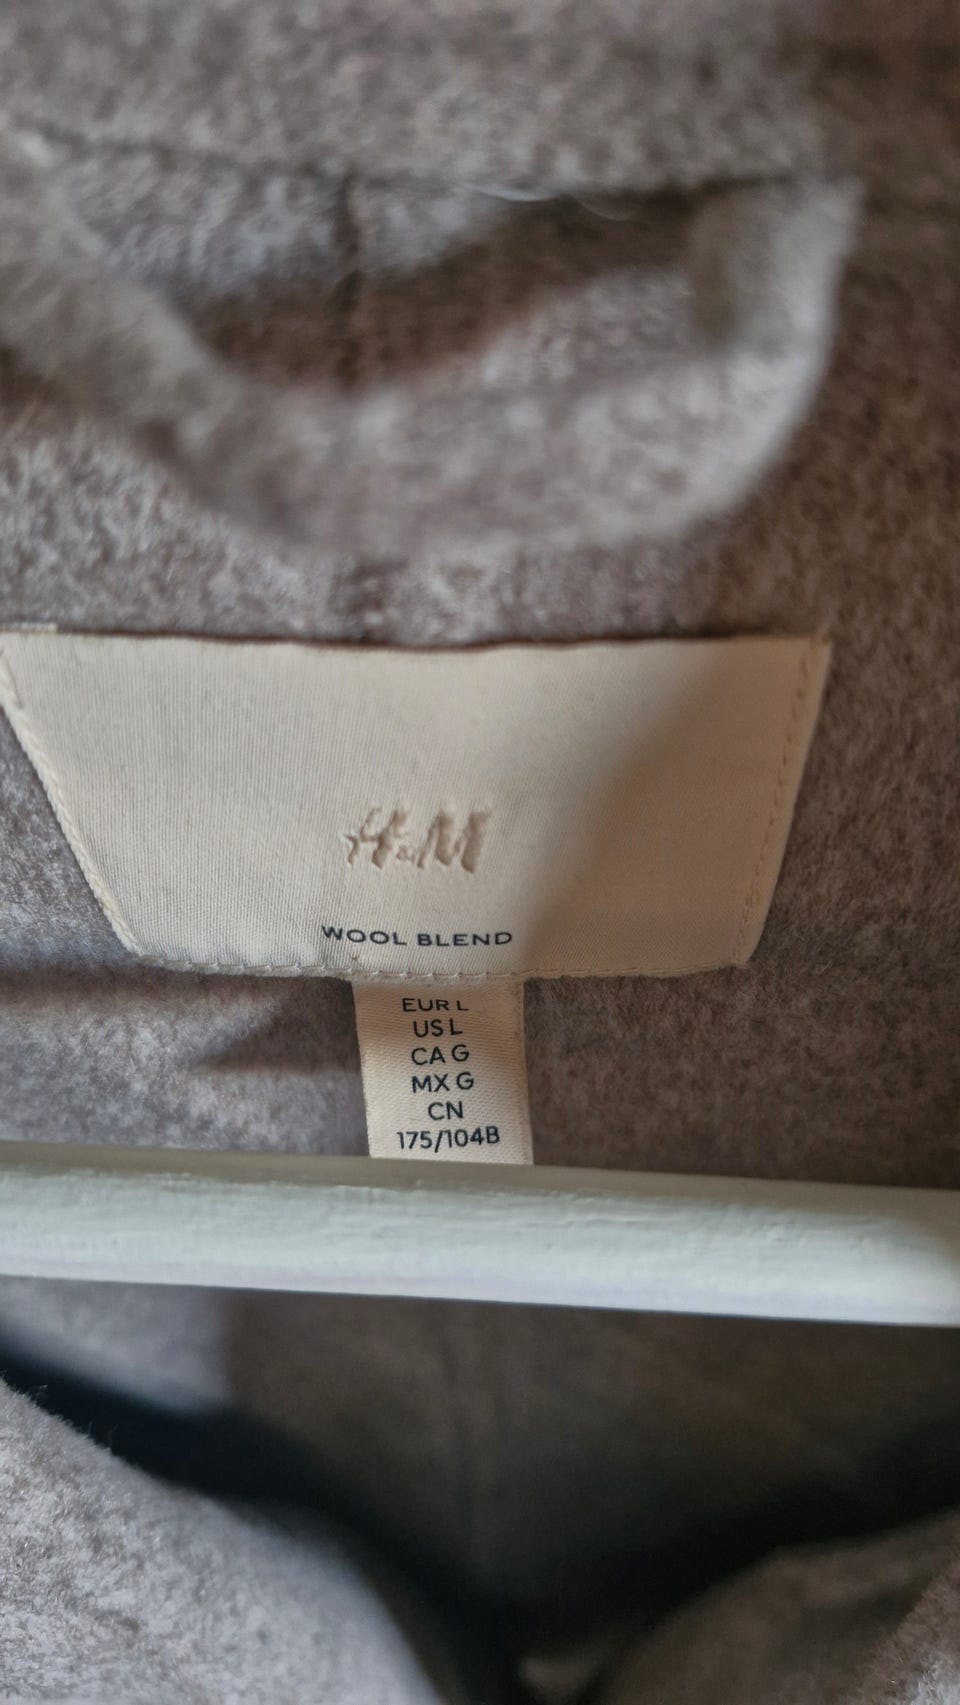 H&M
WOOL BLEND
EUR L
US L
CA G
MX G
CN
175/104B